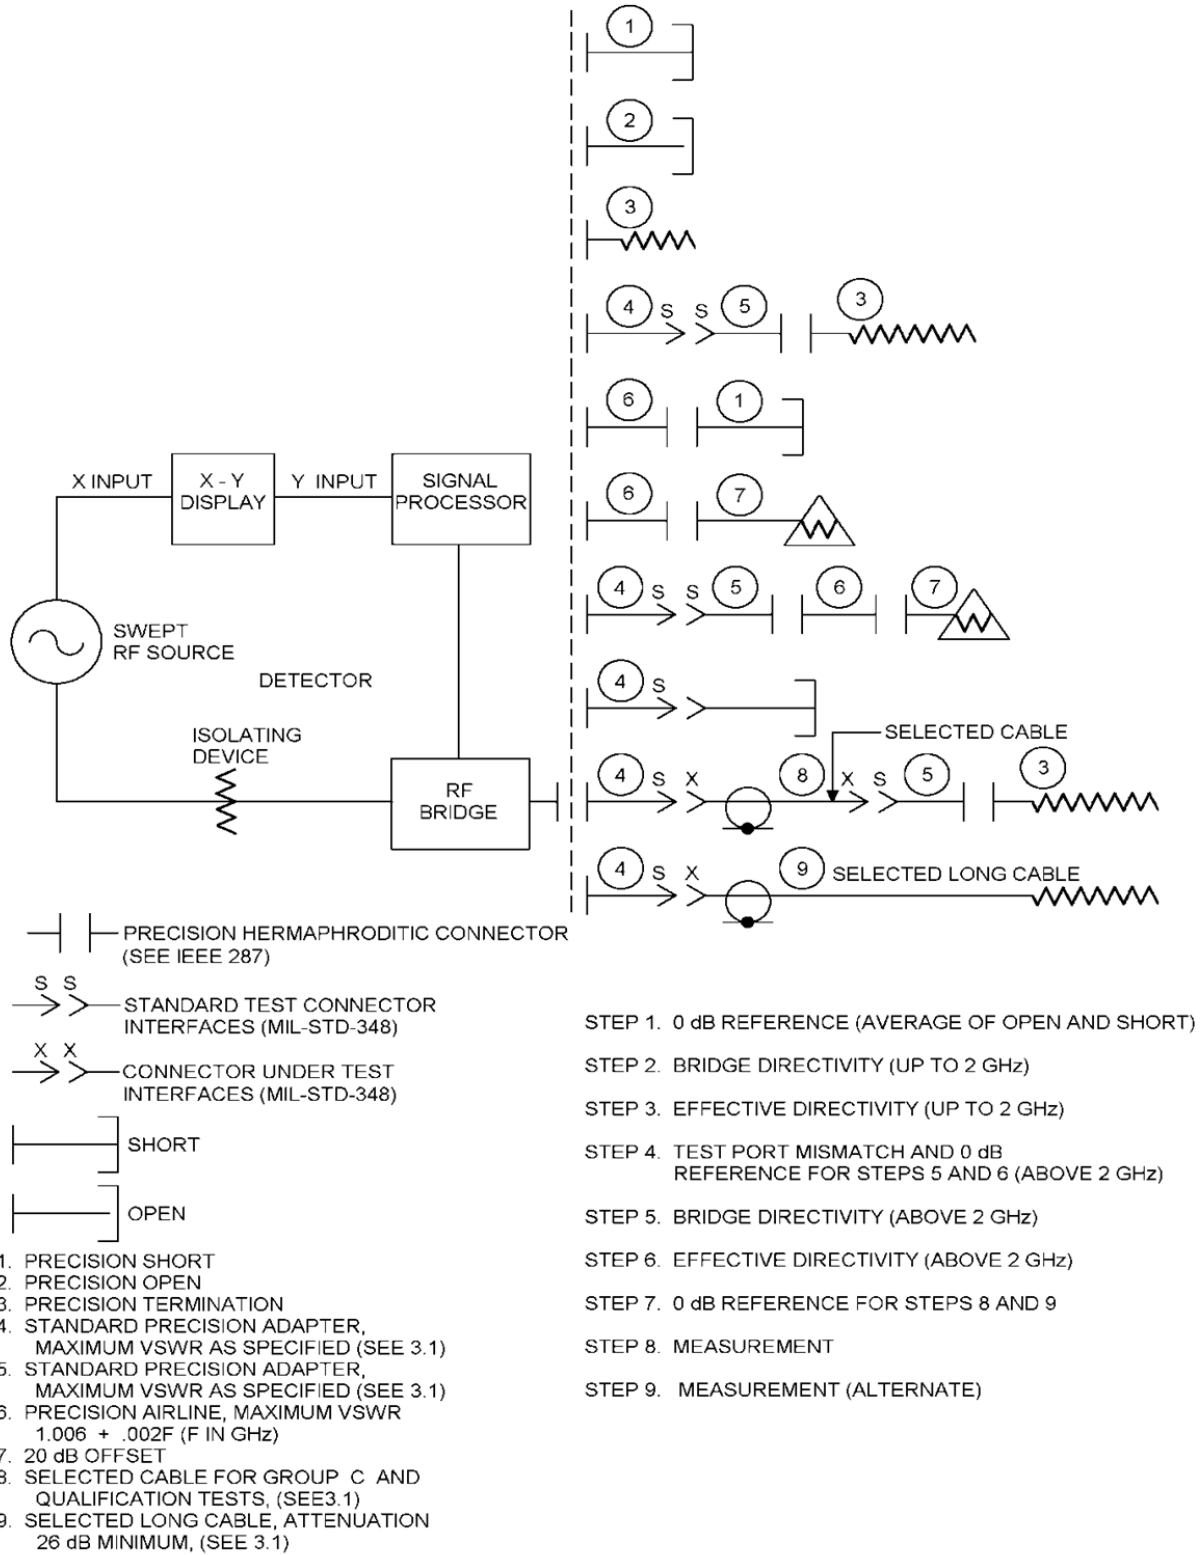 1
2
3
4 S S 5 3
6 1
6 7
4 S S 5 6 7
4 S
SELECTED CABLE
4 S X 8 X S 5 3
4 S X 9 SELECTED LONG CABLE
X INPUT
X - Y
DISPLAY
Y INPUT
SIGNAL
PROCESSOR
SWEPT
RF SOURCE
DETECTOR
ISOLATING
DEVICE
RF
BRIDGE
PRECISION HERMAPHRODITIC CONNECTOR
(SEE IEEE 287)
S S
STANDARD TEST CONNECTOR
INTERFACES (MIL-STD-348)
X X
CONNECTOR UNDER TEST
INTERFACES (MIL-STD-348)
SHORT
OPEN
1. PRECISION SHORT
2. PRECISION OPEN
3. PRECISION TERMINATION
4. STANDARD PRECISION ADAPTER,
MAXIMUM VSWR AS SPECIFIED (SEE 3.1)
5. STANDARD PRECISION ADAPTER,
MAXIMUM VSWR AS SPECIFIED (SEE 3.1)
6. PRECISION AIRLINE, MAXIMUM VSWR
1.006 + .002F (F IN GHz)
7. 20 dB OFFSET
8. SELECTED CABLE FOR GROUP C AND
QUALIFICATION TESTS, (SEE3.1)
9. SELECTED LONG CABLE, ATTENUATION
26 dB MINIMUM, (SEE 3.1)
STEP 1. 0 dB REFERENCE (AVERAGE OF OPEN AND SHORT)
STEP 2. BRIDGE DIRECTIVITY (UP TO 2 GHz)
STEP 3. EFFECTIVE DIRECTIVITY (UP TO 2 GHz)
STEP 4. TEST PORT MISMATCH AND 0 dB
REFERENCE FOR STEPS 5 AND 6 (ABOVE 2 GHz)
STEP 5. BRIDGE DIRECTIVITY (ABOVE 2 GHz)
STEP 6. EFFECTIVE DIRECTIVITY (ABOVE 2 GHz)
STEP 7. 0 dB REFERENCE FOR STEPS 8 AND 9
STEP 8. MEASUREMENT
STEP 9. MEASUREMENT (ALTERNATE)